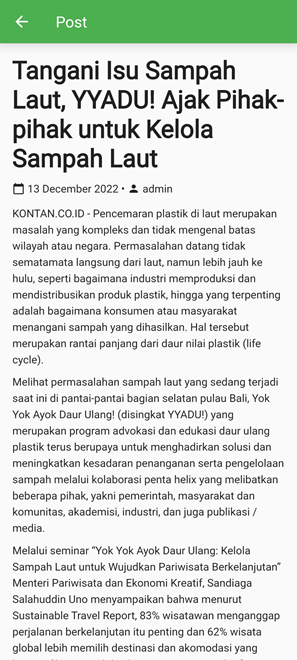 Post
Tangani Isu Sampah
Laut, YYADU! Ajak Pihak-
pihak untuk Kelola
Sampah Laut
13 December 2022 • admin
KONTAN.CO.ID - Pencemaran plastik di laut merupakan
masalah yang kompleks dan tidak mengenal batas
wilayah atau negara. Permasalahan datang tidak
sematamata langsung dari laut, namun lebih jauh ke
hulu, seperti bagaimana industri memproduksi dan
mendistribusikan produk plastik, hingga yang terpenting
adalah bagaimana konsumen atau masyarakat
menangani sampah yang dihasilkan. Hal tersebut
merupakan rantai panjang dari daur nilai plastik (life
cycle).
Melihat permasalahan sampah laut yang sedang terjadi
saat ini di pantai-pantai bagian selatan pulau Bali, Yok
Yok Ayok Daur Ulang! (disingkat YYADU!) yang
merupakan program advokasi dan edukasi daur ulang
plastik terus berupaya untuk menghadirkan solusi dan
meningkatkan kesadaran penanganan serta pengelolaan
sampah melalui kolaborasi penta helix yang melibatkan
beberapa pihak, yakni pemerintah, masyarakat dan
komunitas, akademisi, industri, dan juga publikasi /
media.
Melalui seminar “Yok Yok Ayok Daur Ulang: Kelola
Sampah Laut untuk Wujudkan Pariwisata Berkelanjutan”
Menteri Pariwisata dan Ekonomi Kreatif, Sandiaga
Salahuddin Uno menyampaikan bahwa menurut
Sustainable Travel Report, 83% wisatawan menganggap
perjalanan berkelanjutan itu penting dan 62% wisata
global lebih memilih destinasi dan akomodasi yang